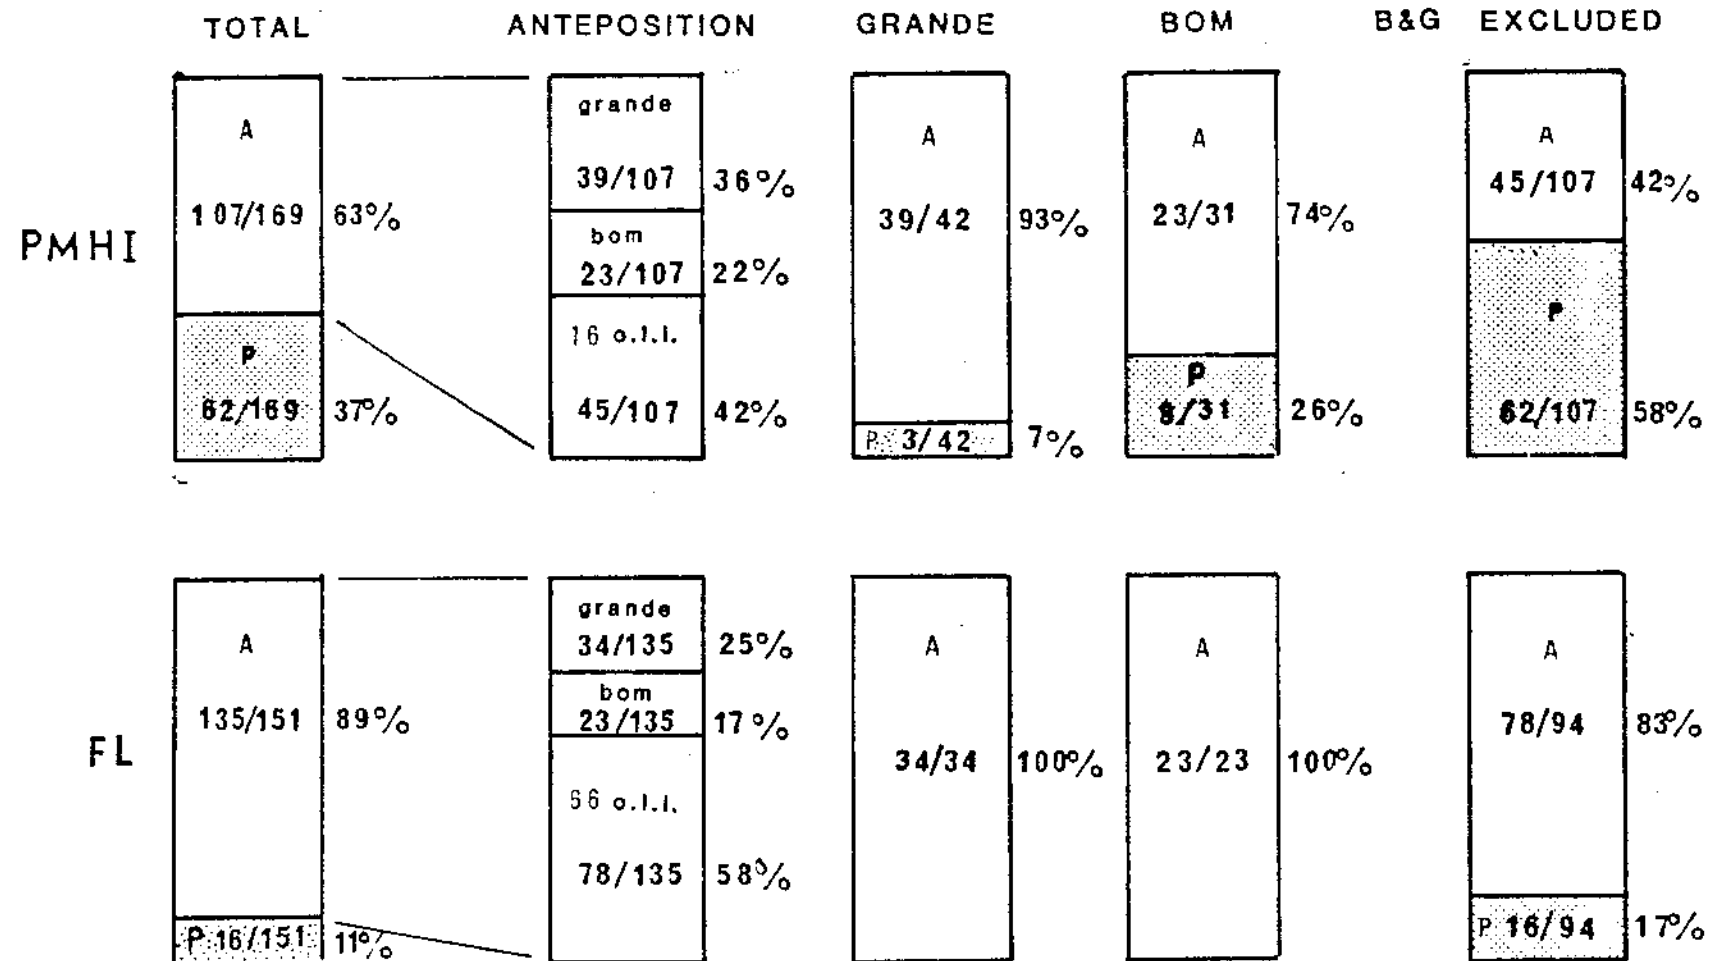 TOTAL ANTEPOSITION GRANDE BOM B&G EXCLUDED
PMHI
A
107/169 63%
P
62/169 37%
grande
39/107 36%
bom
23/107 22%
16 o.l.i.
45/107 42%
A
39/42 93%
P 3/42 7%
A
23/31 74%
P
8/31 26%
A
45/107 42%
P
62/107 58%
FL
A
135/151 89%
P 16/151 11%
grande
34/135 25%
bom
23/135 17%
66 o.l.i.
78/135 58%
A
34/34 100%
A
23/23 100%
A
78/94 83%
P 16/94 17%